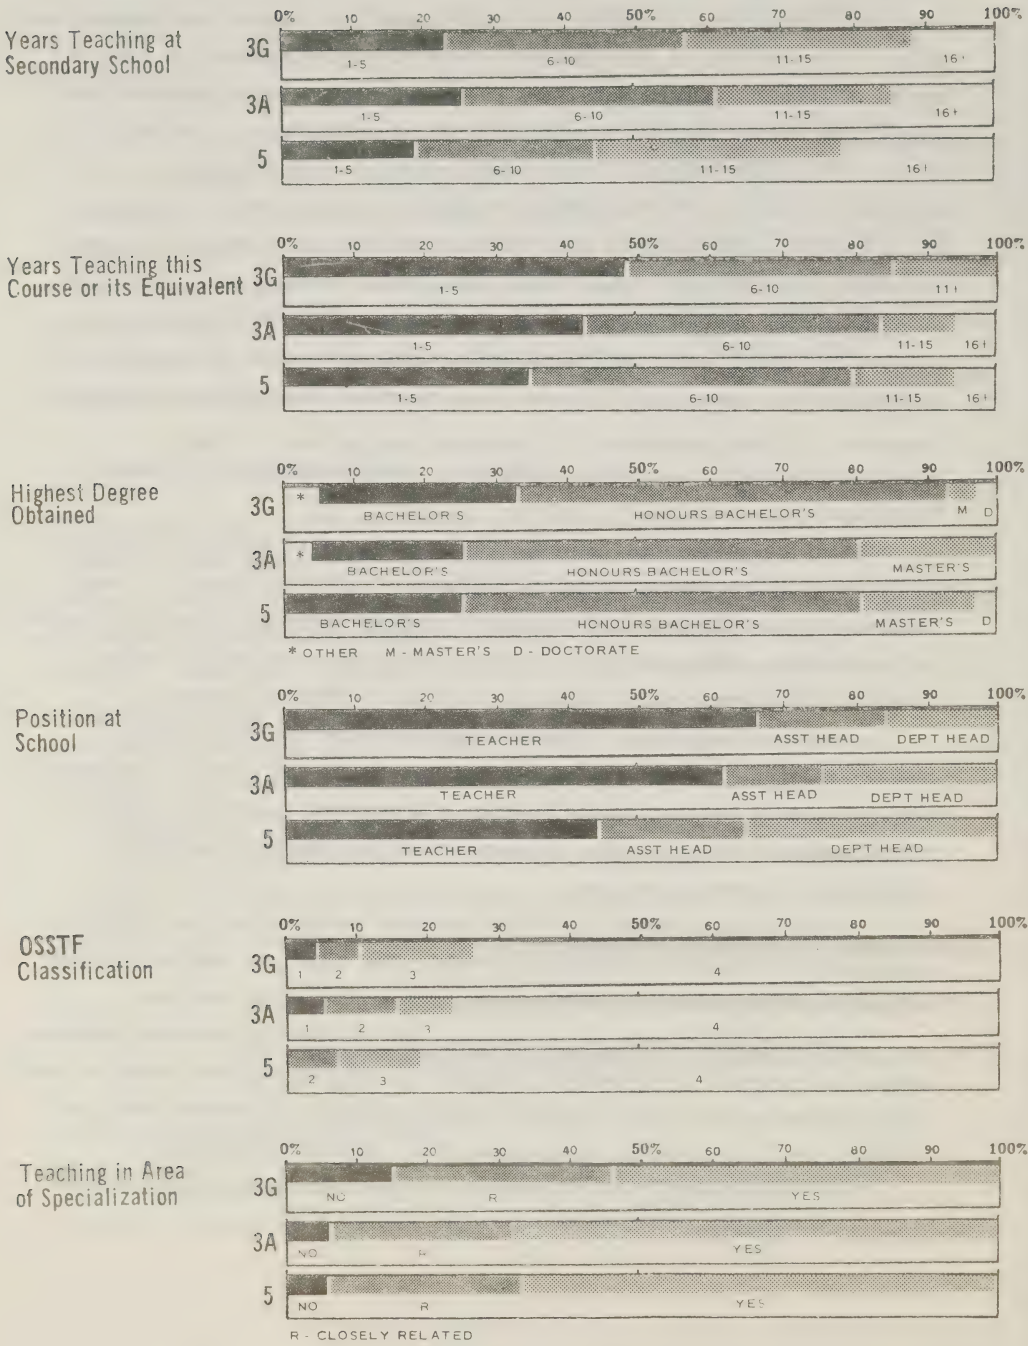 0% 10 20 30 40 50% 60 70 80 90 100%
Years Teaching at
Secondary School
3G
1-5 6-10 11-15 16+
3A
1-5 6-10 11-15 16+
5
1-5 6-10 11-15 16+
0% 10 20 30 40 50% 60 70 80 90 100%
Years Teaching this
Course or its Equivalent
3G
1-5 6-10 11+
3A
1-5 6-10 11-15 16+
5
1-5 6-10 11-15 16+
0% 10 20 30 40 50% 60 70 80 90 100%
Highest Degree
Obtained
3G
* BACHELOR'S HONOURS BACHELOR'S M D
3A
* BACHELOR'S HONOURS BACHELOR'S MASTER'S
5
BACHELOR'S HONOURS BACHELOR'S MASTER'S D
* OTHER M - MASTER'S D - DOCTORATE
0% 10 20 30 40 50% 60 70 80 90 100%
Position at
School
3G
TEACHER ASST HEAD DEPT HEAD
3A
TEACHER ASST HEAD DEPT HEAD
5
TEACHER ASST HEAD DEPT HEAD
0% 10 20 30 40 50% 60 70 80 90 100%
OSSTF
Classification
3G
1 2 3 4
3A
1 2 3 4
5
2 3 4
0% 10 20 30 40 50% 60 70 80 90 100%
Teaching in Area
of Specialization
3G
NO R YES
3A
NO R YES
5
NO R YES
R - CLOSELY RELATED